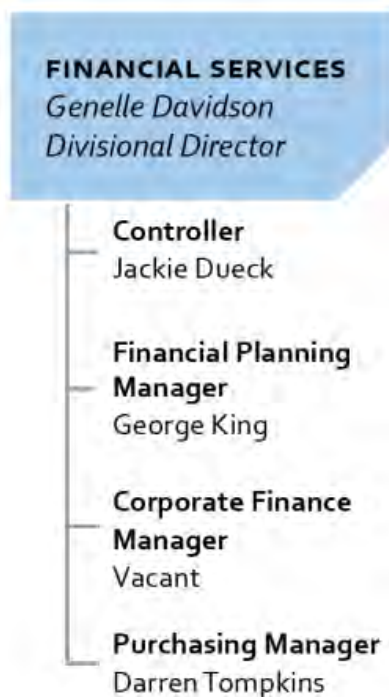 FINANCIAL SERVICES
Genelle Davidson
Divisional Director
Controller
Jackie Dueck
Financial Planning
Manager
George King
Corporate Finance
Manager
Vacant
Purchasing Manager
Darren Tompkins